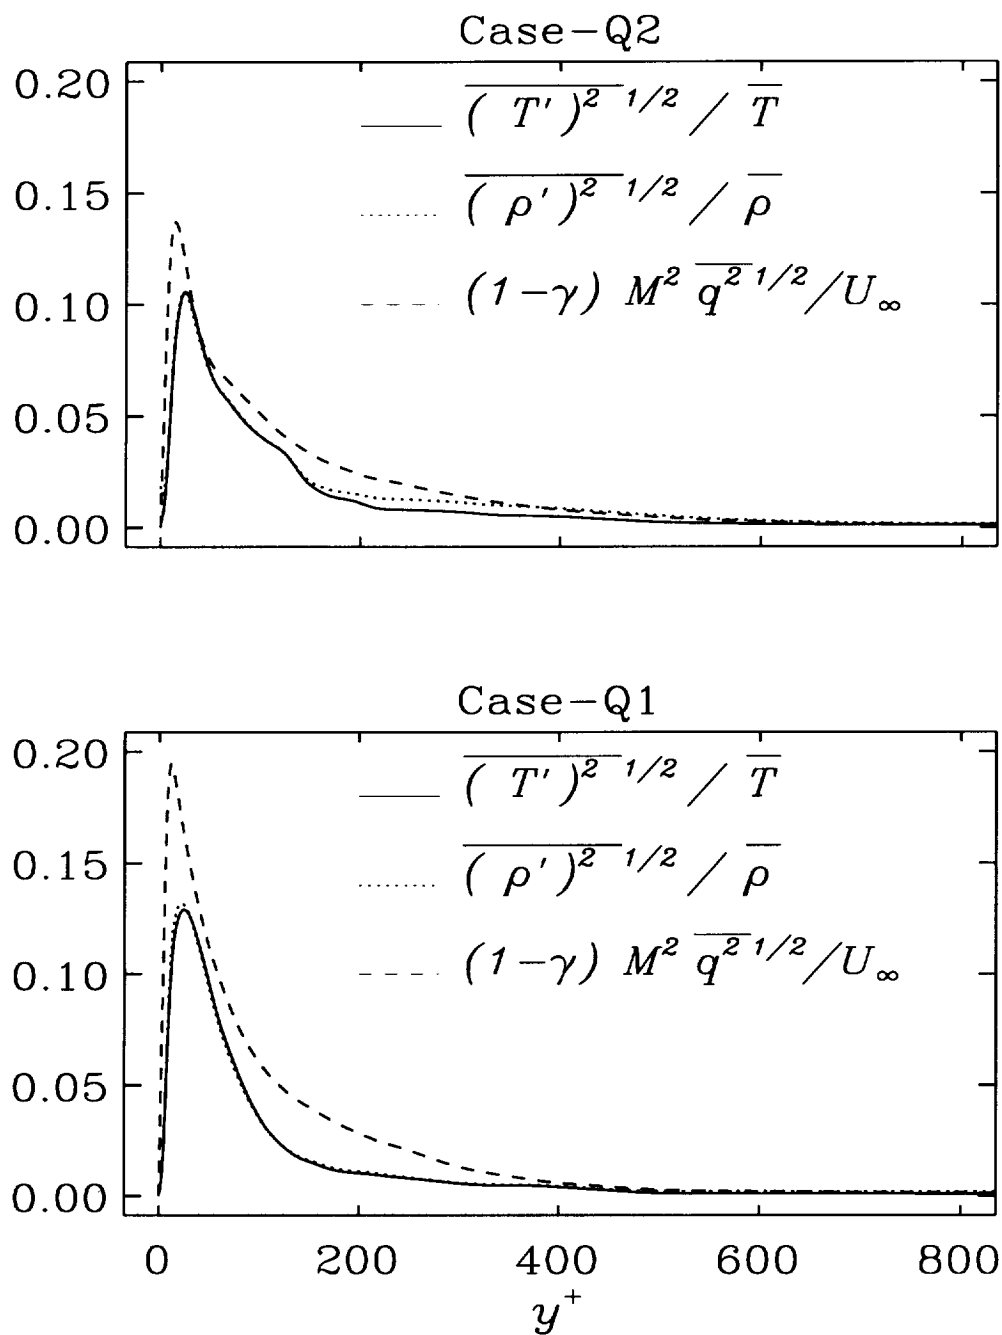 Case-Q2
0.20
0.15
0.10
0.05
0.00
( T')² ^1/2 / T̅
( ρ')² ^1/2 / ρ̅
(1-γ) M² q² ^1/2/U∞
Case-Q1
0.20
0.15
0.10
0.05
0.00
( T')² ^1/2 / T̅
( ρ')² ^1/2 / ρ̅
(1-γ) M² q² ^1/2/U∞
0 200 400 600 800
y⁺